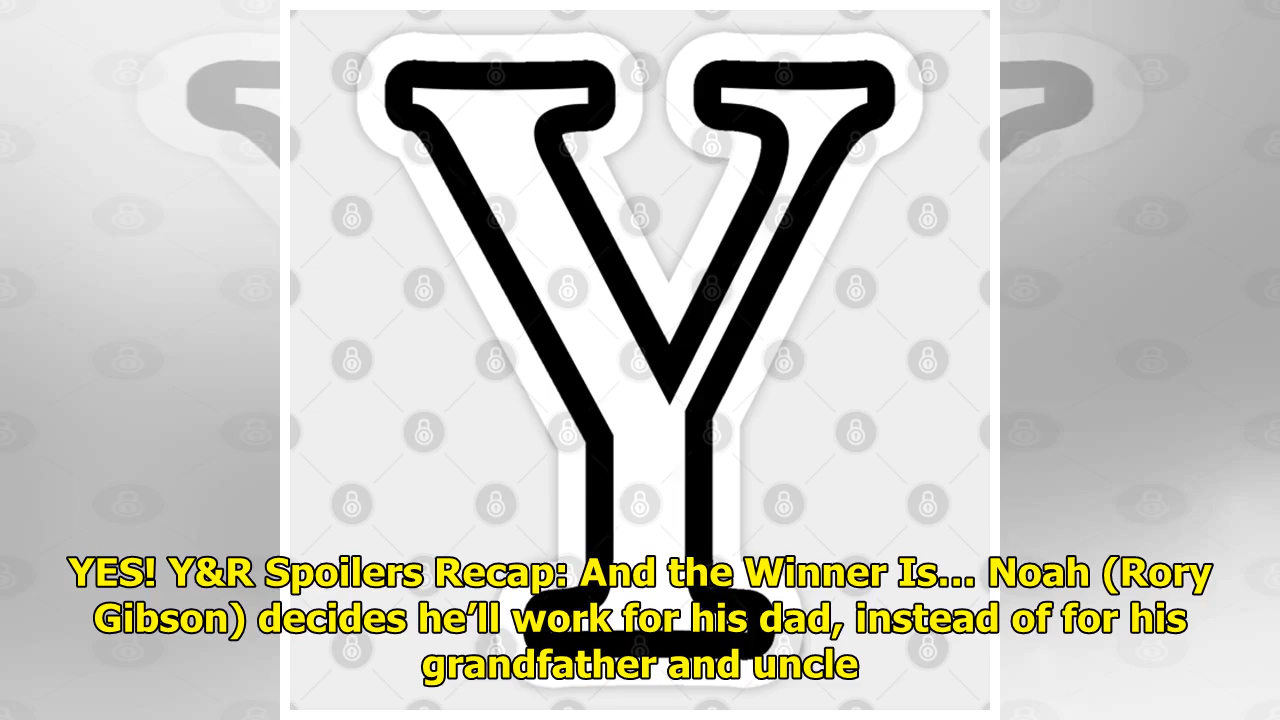 Y
YES! Y&R Spoilers Recap: And the Winner Is... Noah (Rory
Gibson) decides he’ll work for his dad, instead of for his
grandfather and uncle